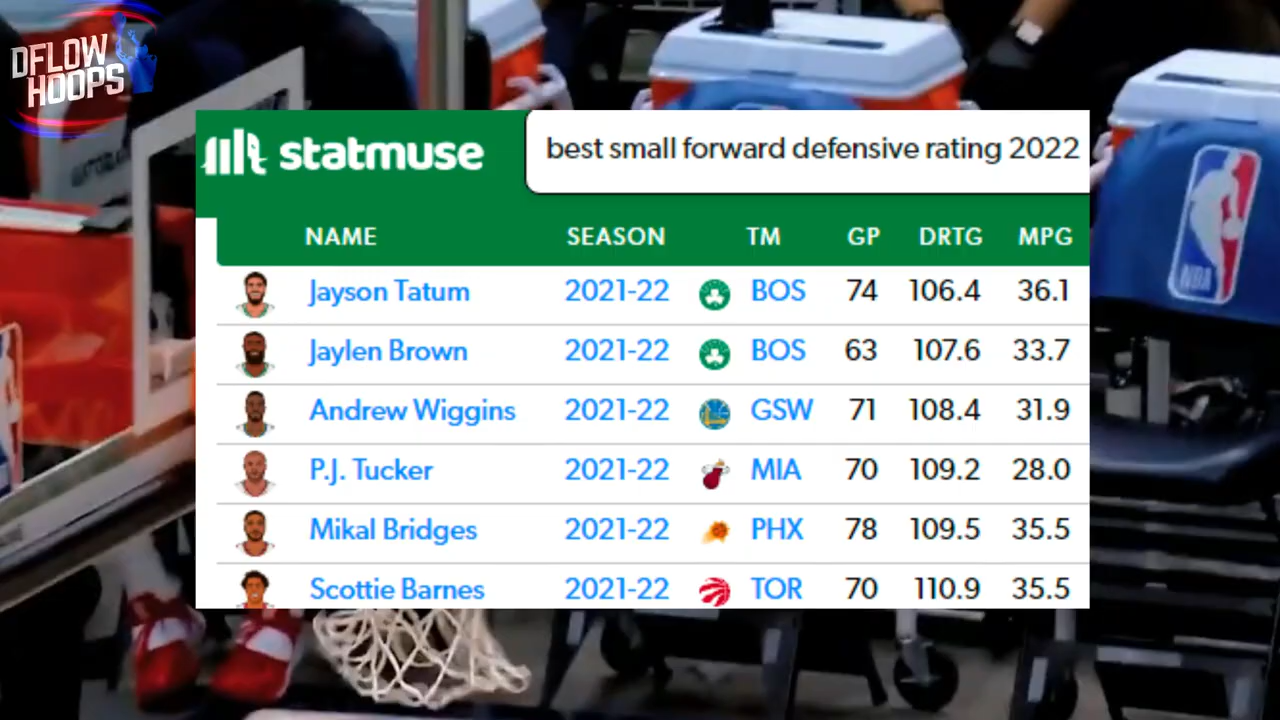 DFLOW
HOOPS
statmuse
best small forward defensive rating 2022
NAME SEASON TM GP DRTG MPG
Jayson Tatum 2021-22 BOS 74 106.4 36.1
Jaylen Brown 2021-22 BOS 63 107.6 33.7
Andrew Wiggins 2021-22 GSW 71 108.4 31.9
P.J. Tucker 2021-22 MIA 70 109.2 28.0
Mikal Bridges 2021-22 PHX 78 109.5 35.5
Scottie Barnes 2021-22 TOR 70 110.9 35.5
NBA